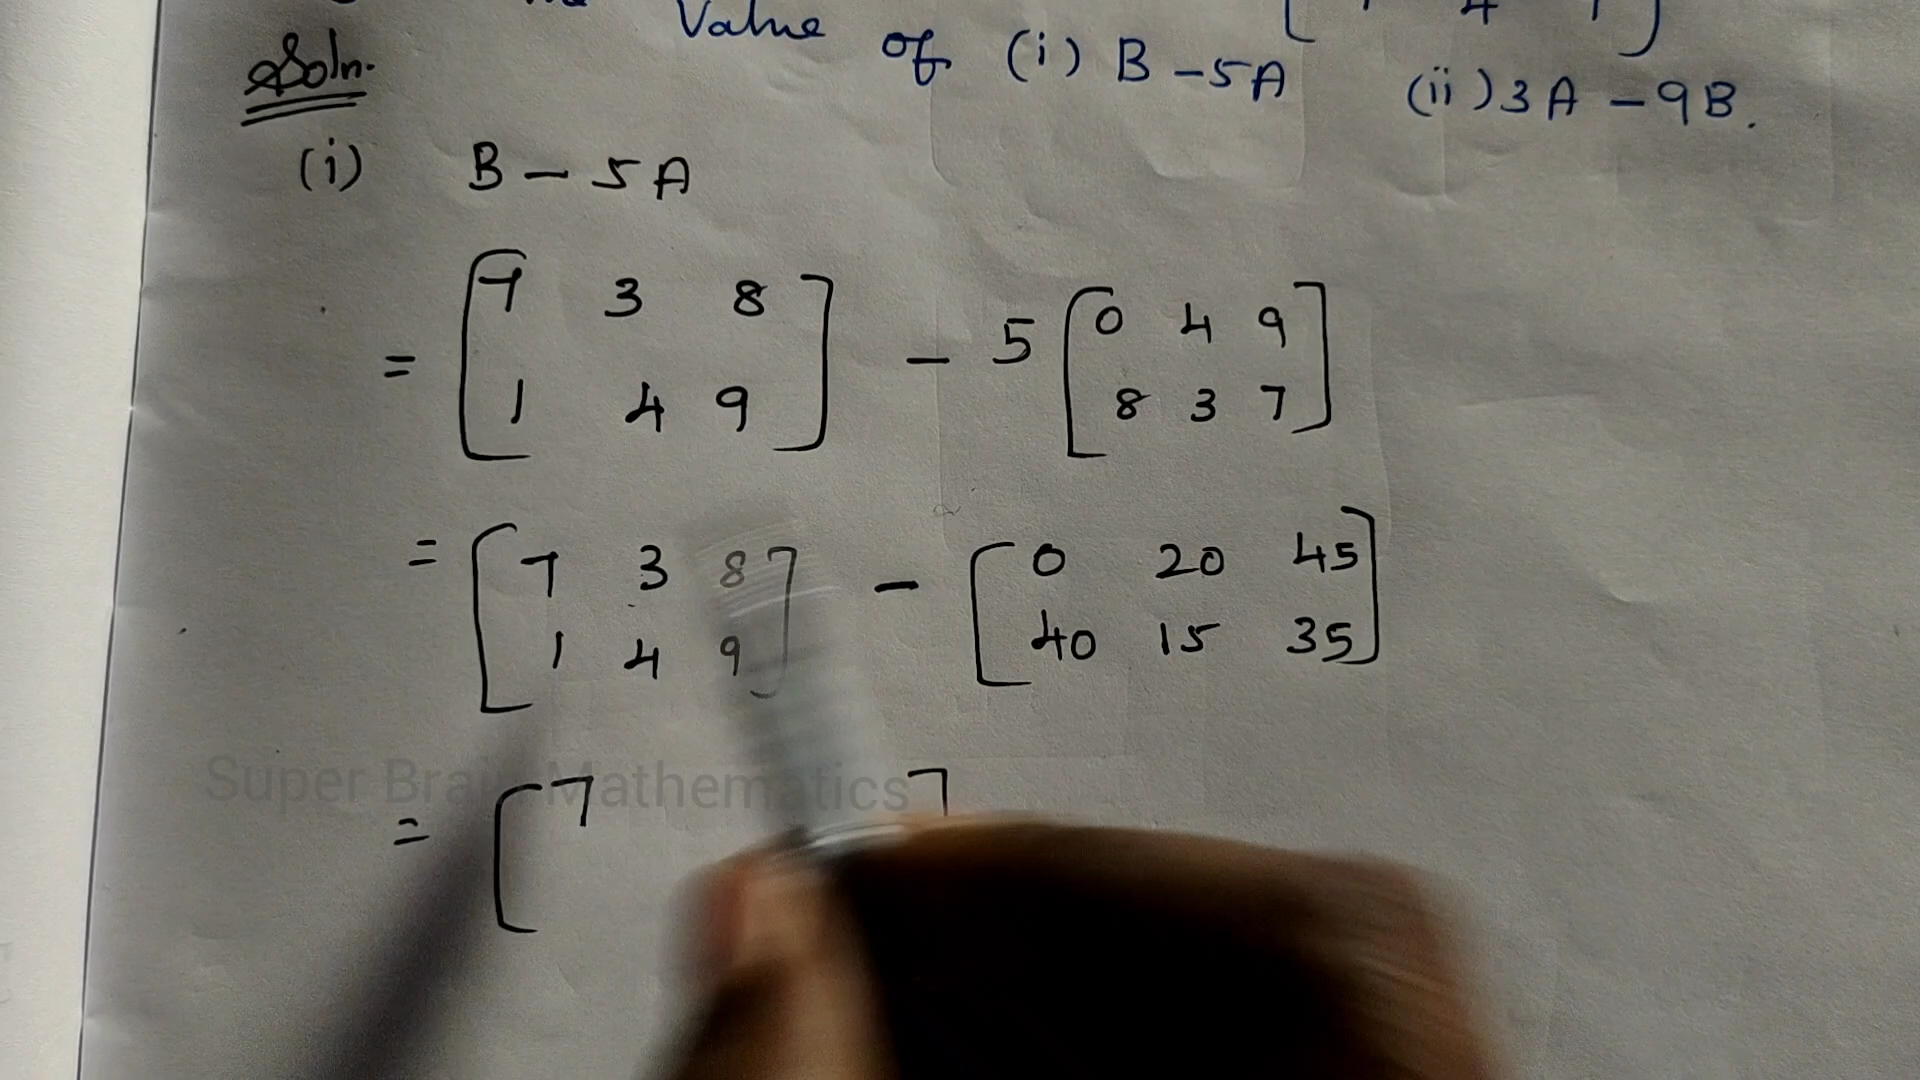 Value of (i) B - 5A (ii) 3A - 9B.
Soln.
(i) B - 5A
= [ 7 3 8 ] - 5 [ 0 4 9 ]
1 4 9 8 3 7
= [ 7 3 8 ] - [ 0 20 45 ]
1 4 9 40 15 35
Super Brain Mathematics
= [ 7 ]